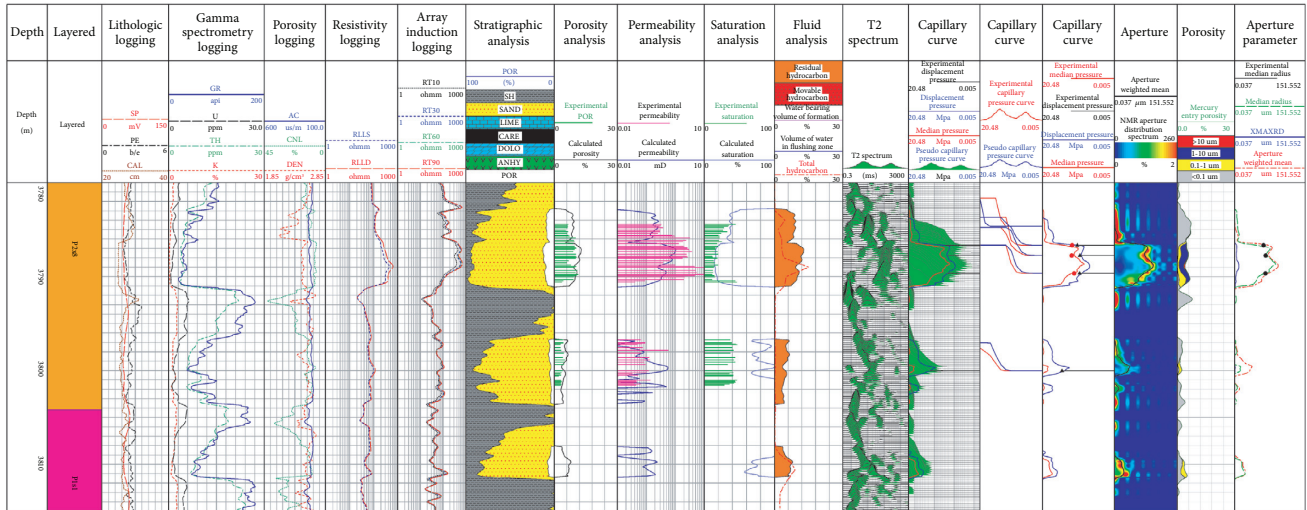 Depth
Layered
Lithologic logging
Gamma spectrometry logging
Porosity logging
Resistivity logging
Array induction logging
Stratigraphic analysis
Porosity analysis
Permeability analysis
Saturation analysis
Fluid analysis
T2 spectrum
Capillary curve
Capillary curve
Capillary curve
Aperture
Porosity
Aperture parameter
Depth
(m)
Layered
SP
0 mV 150
PE
0 b/e 6
CAL
20 cm 40
GR
0 api 200
U
0 ppm 30.0
TH
0 ppm 30
K
0 % 30
AC
600 us/m 100.0
CNL
45 % 0
DEN
1.85 g/cm³ 2.85
RLLS
1 ohmm 1000
RLLD
1 ohmm 1000
RT10
1 ohmm 1000
RT30
1 ohmm 1000
RT60
1 ohmm 1000
RT90
1 ohmm 1000
POR
100 (%) 0
SH
SAND
LIME
CARE
DOLO
ANHY
POR
Experimental
POR
Calculated
porosity
0 % 30
Experimental
permeability
0.01 1000
Calculated
permeability
0.01 mD 1000
Experimental
saturation
0 100
Calculated
saturation
0 % 100
Residual
hydrocarbon
Movable
hydrocarbon
Water bearing
volume of formation
0 % 30
Volume of water
in flushing zone
0 % 30
Total
hydrocarbon
0 % 30
T2 spectrum
0.3 (ms) 3000
Experimental
displacement
pressure
20.48 0.005
Displacement
pressure
20.48 Mpa 0.005
Median pressure
20.48 Mpa 0.005
Pseudo capillary
pressure curve
20.48 Mpa 0.005
Experimental
capillary
pressure curve
20.48 Mpa 0.005
Pseudo capillary
pressure curve
20.48 Mpa 0.005
Experimental
median pressure
20.48 0.005
Experimental
displacement pressure
20.48 Mpa 0.005
Displacement
pressure
20.48 Mpa 0.005
Median pressure
20.48 Mpa 0.005
Aperture
weighted mean
0.037 μm 151.552
NMR aperture
distribution
spectrum
0 260
0 % 2
Mercury
entry porosity
0.0 % 30
>10 um
1-10 um
0.1-1 um
<0.1 um
Experimental
median radius
0.037 151.552
Median radius
0.037 um 151.552
XMAXRD
0.037 um 151.552
Aperture
weighted mean
0.037 um 151.552
3780
3790
3800
3810
P2s8
P1s1